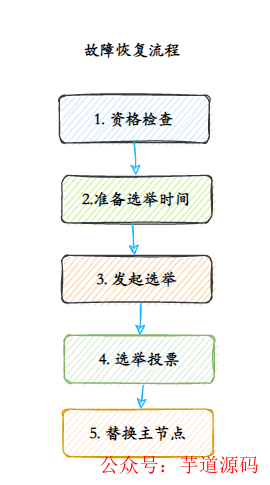 故障恢复流程
1. 资格检查
2.准备选举时间
3. 发起选举
4. 选举投票
5. 替换主节点
公众号：芋道源码